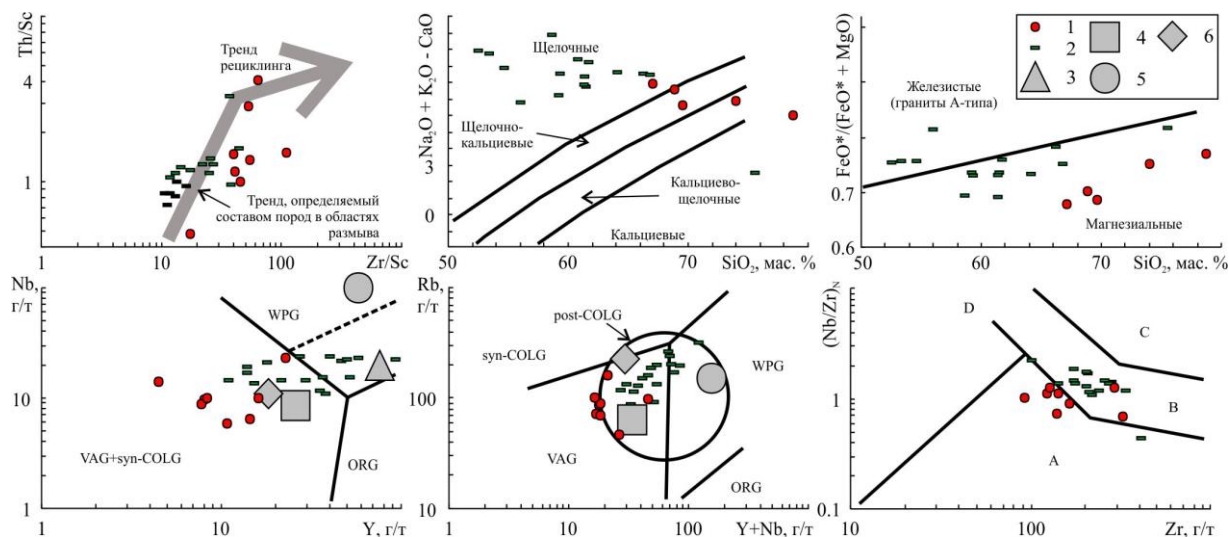 Th/Sc
4
1
Тренд
рециклинга
Тренд, определяемый
составом пород в областях
размыва
1
10
100
Zr/Sc
Na2O + K2O - CaO
3
0
Щелочные
Щелочно-
кальциевые
Кальциево-
щелочные
Кальциевые
50
60
70
SiO2, мас. %
FeO*/(FeO* + MgO)
0.7
0.6
Железистые
(граниты А-типа)
Магнезиальные
1
2
3
4
5
6
50
60
70
SiO2, мас. %
Nb,
г/т
100
10
1
WPG
VAG+syn-COLG
ORG
1
10
Y, г/т
Rb,
г/т
100
10
post-COLG
syn-COLG
WPG
VAG
ORG
1
10
100
Y+Nb, г/т
(Nb/Zr)N
1.0
0.1
D
C
B
A
10
100
Zr, г/т